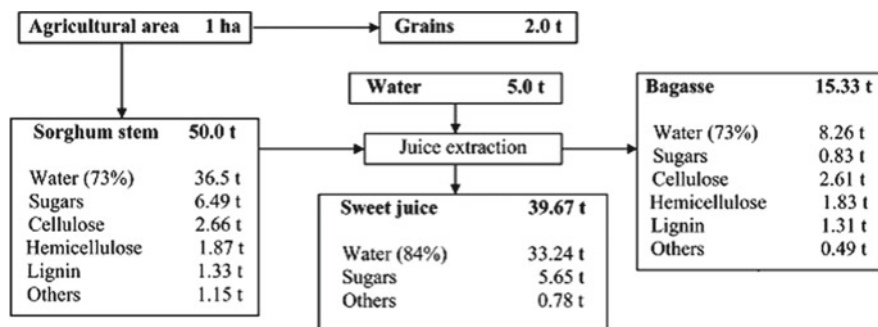 Agricultural area 1 ha
Grains 2.0 t
Water 5.0 t
Sorghum stem 50.0 t
Water (73%) 36.5 t
Sugars 6.49 t
Cellulose 2.66 t
Hemicellulose 1.87 t
Lignin 1.33 t
Others 1.15 t
Juice extraction
Sweet juice 39.67 t
Water (84%) 33.24 t
Sugars 5.65 t
Others 0.78 t
Bagasse 15.33 t
Water (73%) 8.26 t
Sugars 0.83 t
Cellulose 2.61 t
Hemicellulose 1.83 t
Lignin 1.31 t
Others 0.49 t